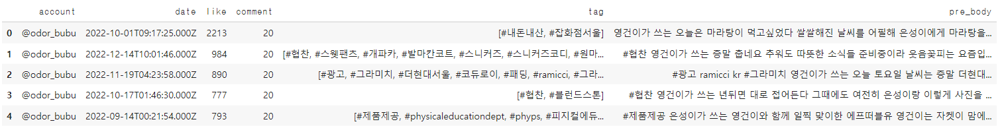 account date like comment tag pre_body
0 @odor_bubu 2022-10-01T09:17:25.000Z 2213 20 [#내돈내산, #잡화점서울] 영건이가 쓰는 오늘은 마라탕이 먹고싶었다 쌀쌀해진 날씨를 어필해 은성이에게 마라탕을...
1 @odor_bubu 2022-12-14T10:01:46.000Z 984 20 [#협찬, #스웻팬츠, #개파카, #발마칸코트, #스니커즈, #스니커즈코디, #원마... #협찬 영건이가 쓰는 증말 춥네요 추워도 따뜻한 소식들 준비중이라 웃음꽃피는 요즘입...
2 @odor_bubu 2022-11-19T04:23:58.000Z 890 20 [#광고, #그라미치, #더현대서울, #코듀로이, #패딩, #ramicci, #그라... #광고 ramicci kr #그라미치 영건이가 쓰는 오늘 토요일 날씨는 증말 더현대...
3 @odor_bubu 2022-10-17T01:46:30.000Z 777 20 [#협찬, #블런드스톤] #협찬 영건이가 쓰는 년뒤면 대로 접어든다 그때에도 여전히 은성이랑 이렇게 사진을 ...
4 @odor_bubu 2022-09-14T00:21:54.000Z 793 20 [#제품제공, #physicaleducationdept, #phyps, #피지컬에듀... #제품제공 은성이가 쓰는 영건이와 함께 일찍 맞이한 에프떠블유 영건이는 자켓이 맘에...